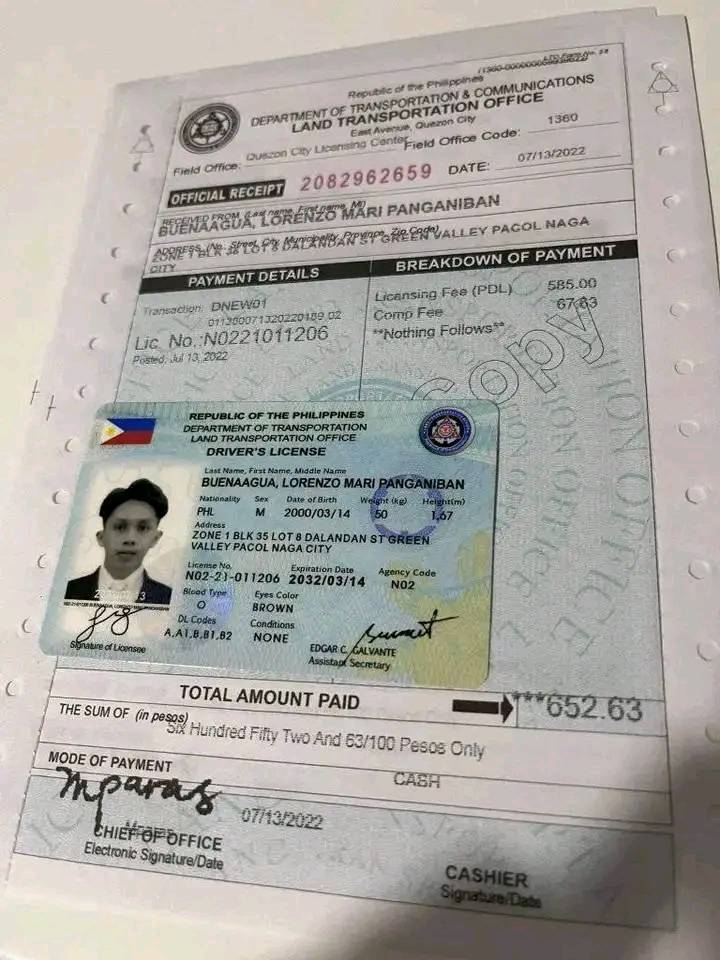 LTO Form No. 28
Republic of the Philippines
DEPARTMENT OF TRANSPORTATION & COMMUNICATIONS
LAND TRANSPORTATION OFFICE
East Avenue, Quezon City
Field Office: Quezon City Licensing Center Field Office Code: 1360
OFFICIAL RECEIPT 2082962659 DATE: 07/13/2022
RECEIVED FROM (Last name, First name, MI)
BUENAAGUA, LORENZO MARI PANGANIBAN
ADDRESS (No. Street, City, Municipality, Province, Zip Code)
ZONE 1 BLK 35 LOT 8 DALANDAN ST GREEN VALLEY PACOL NAGA
CITY
PAYMENT DETAILS
Transaction: DNEW01
Lic. No.:N0221011206
Posted: Jul 13, 2022
BREAKDOWN OF PAYMENT
Licensing Fee (PDL) 585.00
Comp Fee 67.63
**Nothing Follows**
Copy
REPUBLIC OF THE PHILIPPINES
DEPARTMENT OF TRANSPORTATION
LAND TRANSPORTATION OFFICE
DRIVER'S LICENSE
Last Name, First Name, Middle Name
BUENAAGUA, LORENZO MARI PANGANIBAN
Nationality Sex Date of Birth Weight (kg) Height(m)
PHL M 2000/03/14 50 1.67
Address
ZONE 1 BLK 35 LOT 8 DALANDAN ST GREEN
VALLEY PACOL NAGA CITY
License No. Expiration Date Agency Code
N02-21-011206 2032/03/14 N02
Blood Type Eyes Color
O BROWN
DL Codes Conditions
A,A1,B,B1,B2 NONE
Signature of Licensee
EDGAR C. GALVANTE
Assistant Secretary
TOTAL AMOUNT PAID ***652.63
THE SUM OF (in pesos)
Six Hundred Fifty Two And 63/100 Pesos Only
MODE OF PAYMENT CASH
mparas 07/13/2022
CHIEF OF OFFICE
Electronic Signature/Date
CASHIER
Signature/Date